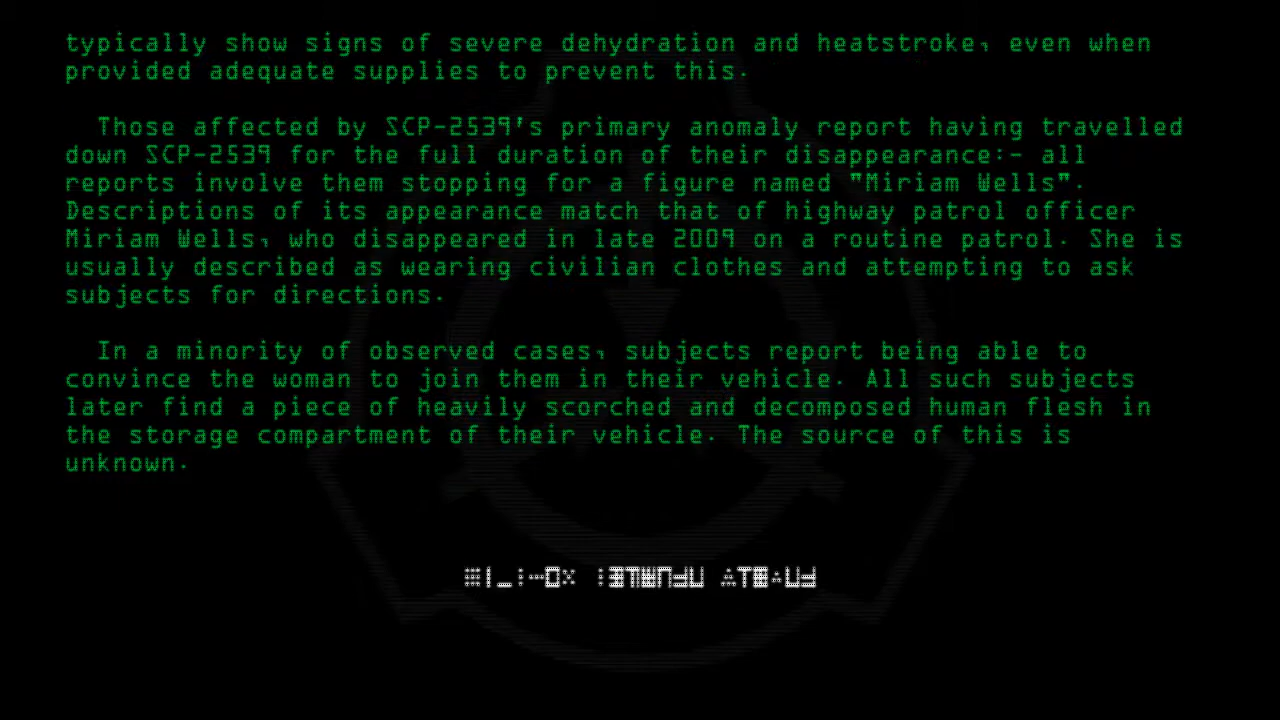 typically show signs of severe dehydration and heatstroke, even when
provided adequate supplies to prevent this.
Those affected by SCP-2539's primary anomaly report having travelled
down SCP-2539 for the full duration of their disappearance:- all
reports involve them stopping for a figure named "Miriam Wells".
Descriptions of its appearance match that of highway patrol officer
Miriam Wells, who disappeared in late 2009 on a routine patrol. She is
usually described as wearing civilian clothes and attempting to ask
subjects for directions.
In a minority of observed cases, subjects report being able to
convince the woman to join them in their vehicle. All such subjects
later find a piece of heavily scorched and decomposed human flesh in
the storage compartment of their vehicle. The source of this is
unknown.